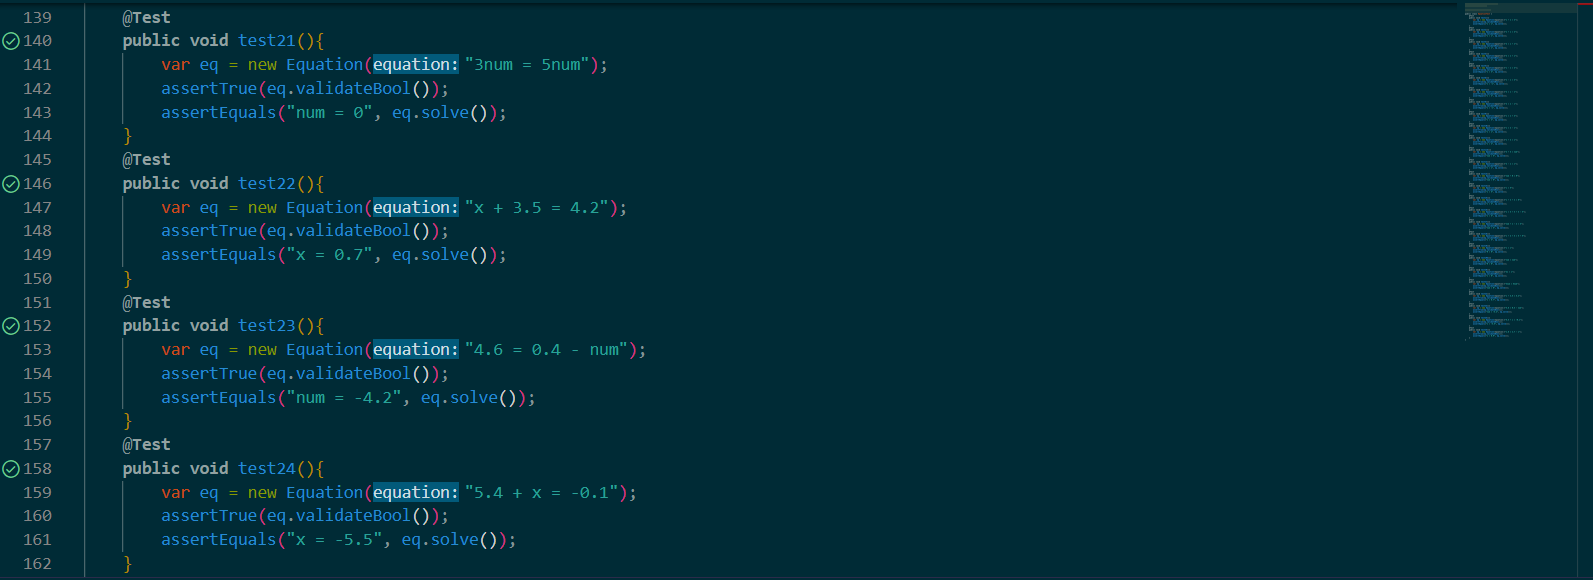 139 @Test
140 public void test21(){
141 var eq = new Equation(equation: "3num = 5num");
142 assertTrue(eq.validateBool());
143 assertEquals("num = 0", eq.solve());
144 }
145 @Test
146 public void test22(){
147 var eq = new Equation(equation: "x + 3.5 = 4.2");
148 assertTrue(eq.validateBool());
149 assertEquals("x = 0.7", eq.solve());
150 }
151 @Test
152 public void test23(){
153 var eq = new Equation(equation: "4.6 = 0.4 - num");
154 assertTrue(eq.validateBool());
155 assertEquals("num = -4.2", eq.solve());
156 }
157 @Test
158 public void test24(){
159 var eq = new Equation(equation: "5.4 + x = -0.1");
160 assertTrue(eq.validateBool());
161 assertEquals("x = -5.5", eq.solve());
162 }